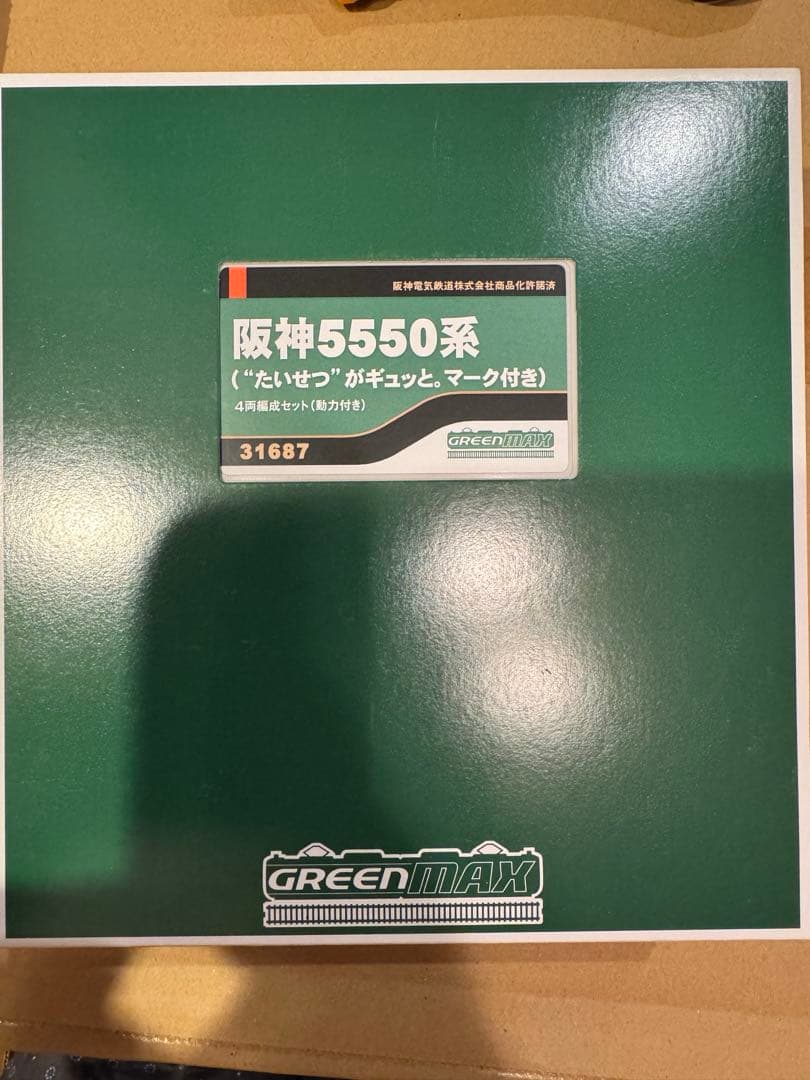 阪神電気鉄道株式会社商品化許諾済
阪神5550系
(“たいせつ”がギュッと。マーク付き)
4両編成セット(動力付き)
31687
GREENMAX
GREENMAX